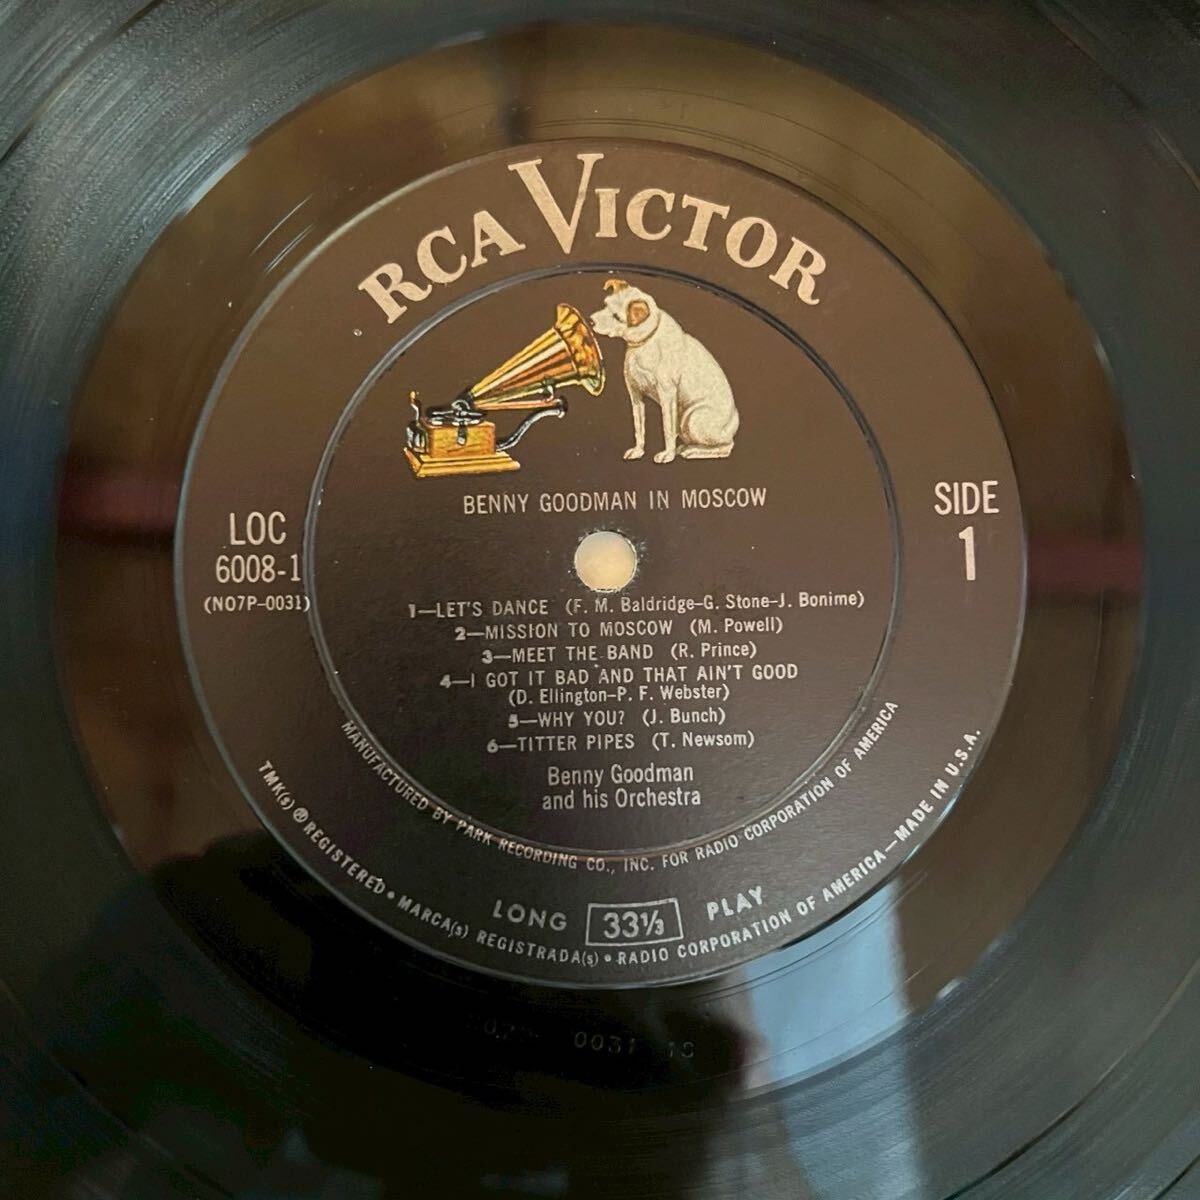 RCA VICTOR
BENNY GOODMAN IN MOSCOW
LOC
6008-1
(NO7P-0031)
SIDE
1
1—LET'S DANCE (F. M. Baldridge-G. Stone-J. Bonime)
2—MISSION TO MOSCOW (M. Powell)
3—MEET THE BAND (R. Prince)
4—I GOT IT BAD AND THAT AIN'T GOOD
(D. Ellington-P. F. Webster)
5—WHY YOU? (J. Bunch)
6—TITTER PIPES (T. Newsom)
Benny Goodman
and his Orchestra
MANUFACTURED BY PARK RECORDING CO., INC. FOR RADIO CORPORATION OF AMERICA
LONG 33⅓ PLAY
TMK(s) ® REGISTERED • MARCA(s) REGISTRADA(s) • RADIO CORPORATION OF AMERICA—MADE IN U.S.A.
0031